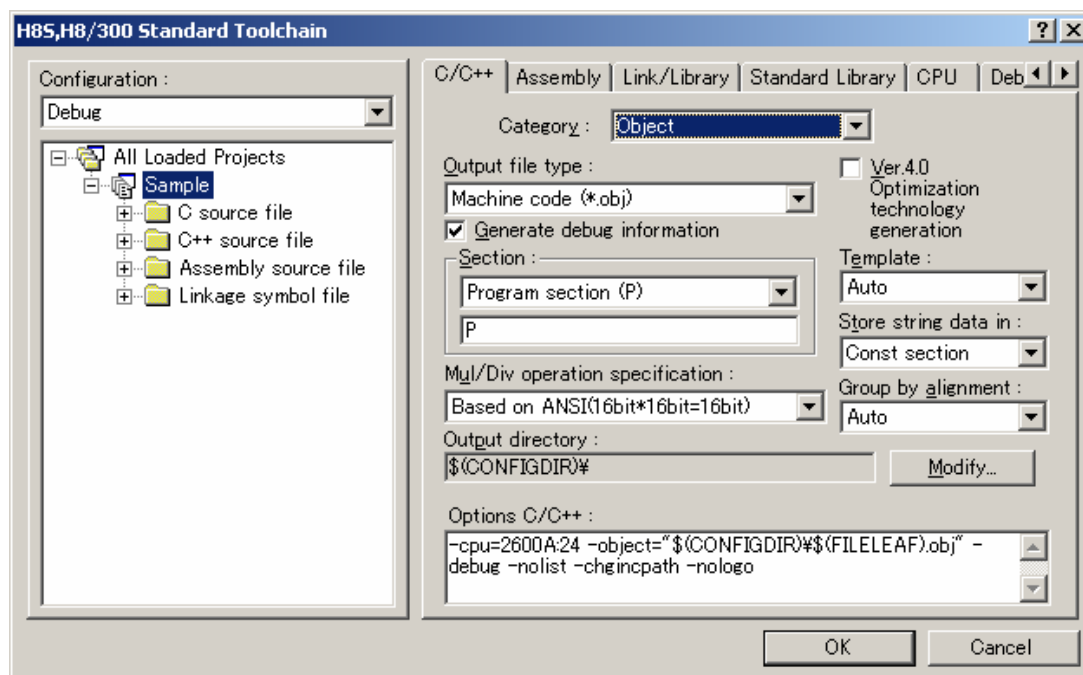 H8S,H8/300 Standard Toolchain
Configuration :
Debug
All Loaded Projects
Sample
C source file
C++ source file
Assembly source file
Linkage symbol file
C/C++ Assembly Link/Library Standard Library CPU Deb
Category : Object
Output file type :
Machine code (*.obj)
Generate debug information
Ver.4.0
Optimization
technology
generation
Section :
Program section (P)
P
Template :
Auto
Store string data in :
Const section
Mul/Div operation specification :
Based on ANSI(16bit*16bit=16bit)
Group by alignment :
Auto
Output directory :
$(CONFIGDIR)¥
Modify...
Options C/C++ :
-cpu=2600A:24 -object="$(CONFIGDIR)¥$(FILELEAF).obj" -
debug -nolist -chgincpath -nologo
OK Cancel